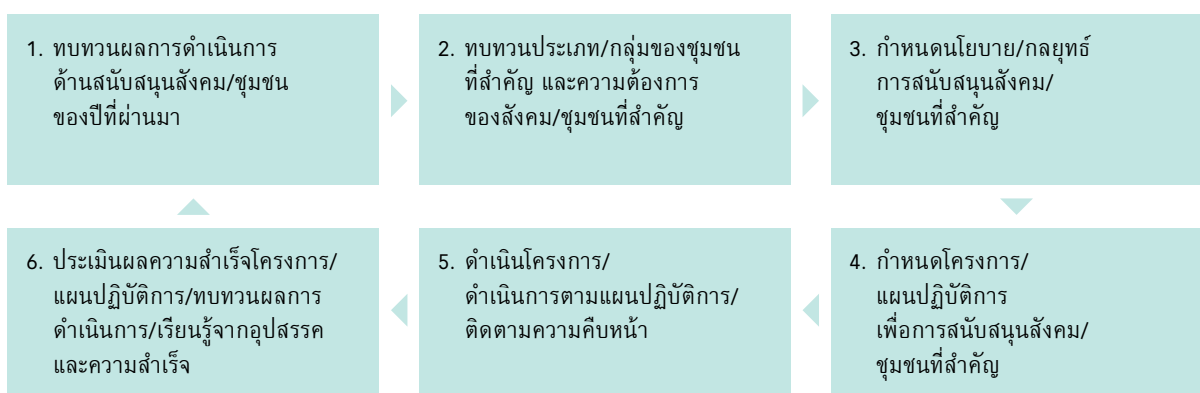 1. ทบทวนผลการดำเนินการ
ด้านสนับสนุนสังคม/ชุมชน
ของปีที่ผ่านมา
2. ทบทวนประเภท/กลุ่มของชุมชน
ที่สำคัญ และความต้องการ
ของสังคม/ชุมชนที่สำคัญ
3. กำหนดนโยบาย/กลยุทธ์
การสนับสนุนสังคม/
ชุมชนที่สำคัญ
4. กำหนดโครงการ/
แผนปฏิบัติการ
เพื่อการสนับสนุนสังคม/
ชุมชนที่สำคัญ
5. ดำเนินโครงการ/
ดำเนินการตามแผนปฏิบัติการ/
ติดตามความคืบหน้า
6. ประเมินผลความสำเร็จโครงการ/
แผนปฏิบัติการ/ทบทวนผลการ
ดำเนินการ/เรียนรู้จากอุปสรรค
และความสำเร็จ